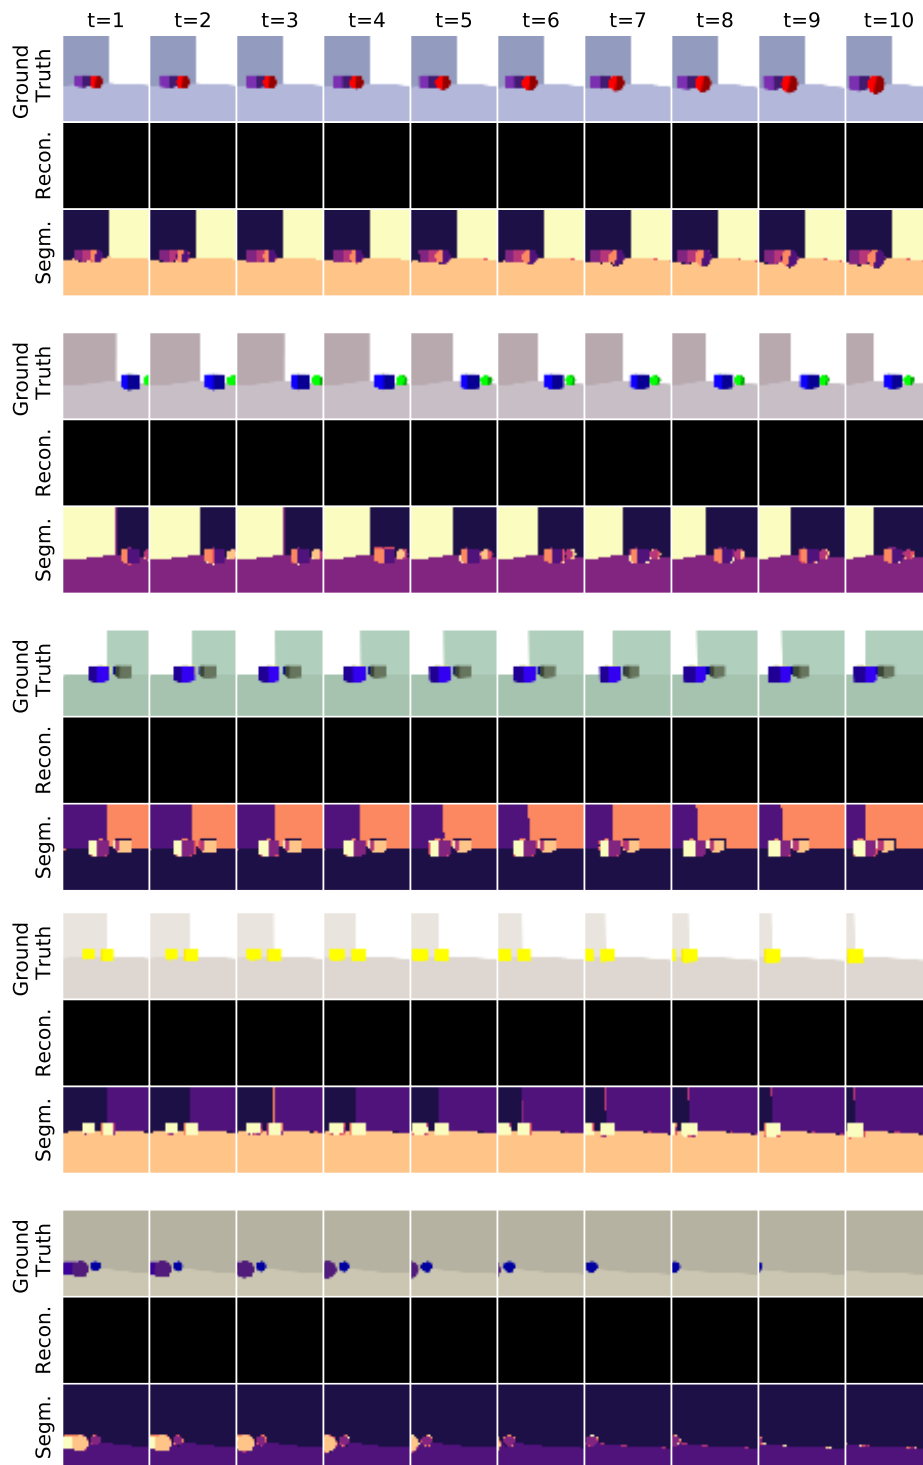 t=1 t=2 t=3 t=4 t=5 t=6 t=7 t=8 t=9 t=10
Ground
Truth
Recon.
Segm.
Ground
Truth
Recon.
Segm.
Ground
Truth
Recon.
Segm.
Ground
Truth
Recon.
Segm.
Ground
Truth
Recon.
Segm.